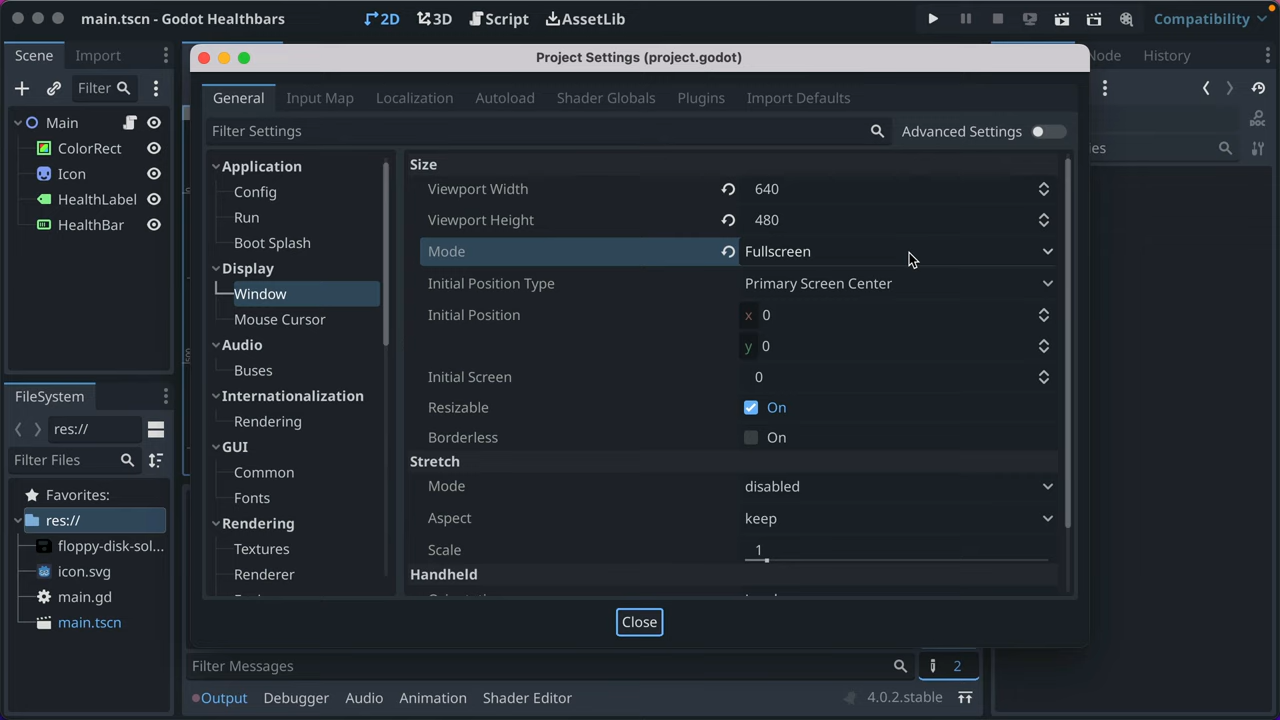 main.tscn - Godot Healthbars
2D
3D
Script
AssetLib
Compatibility
Scene
Import
Project Settings (project.godot)
Node
History
Filter
General
Input Map
Localization
Autoload
Shader Globals
Plugins
Import Defaults
Main
ColorRect
Icon
HealthLabel
HealthBar
Filter Settings
Advanced Settings
Application
Config
Run
Boot Splash
Display
Window
Mouse Cursor
Audio
Buses
Internationalization
Rendering
GUI
Common
Fonts
Rendering
Textures
Renderer
Size
Viewport Width 640
Viewport Height 480
Mode Fullscreen
Initial Position Type Primary Screen Center
Initial Position x 0
y 0
Initial Screen 0
Resizable On
Borderless On
Stretch
Mode disabled
Aspect keep
Scale 1
Handheld
Close
FileSystem
res://
Filter Files
Favorites:
res://
floppy-disk-sol...
icon.svg
main.gd
main.tscn
Filter Messages
2
Output
Debugger
Audio
Animation
Shader Editor
4.0.2.stable